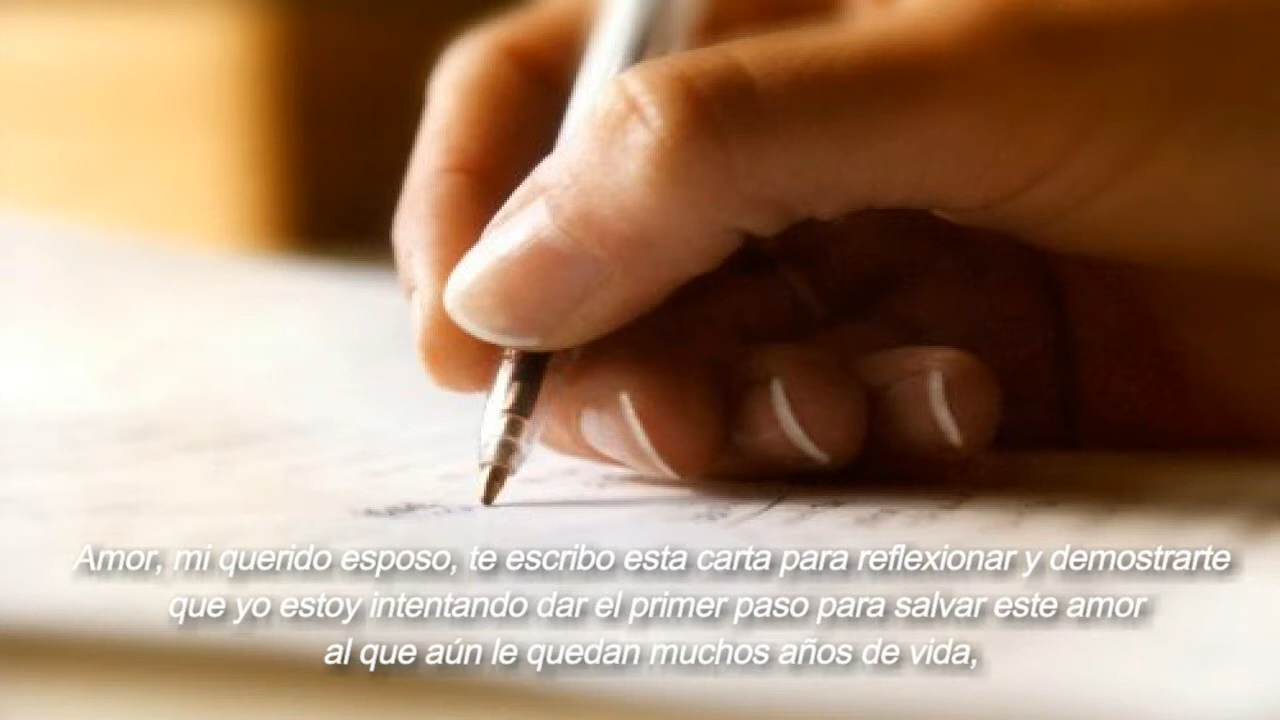 Amor, mi querido esposo, te escribo esta carta para reflexionar y demostrarte
que yo estoy intentando dar el primer paso para salvar este amor
al que aún le quedan muchos años de vida,